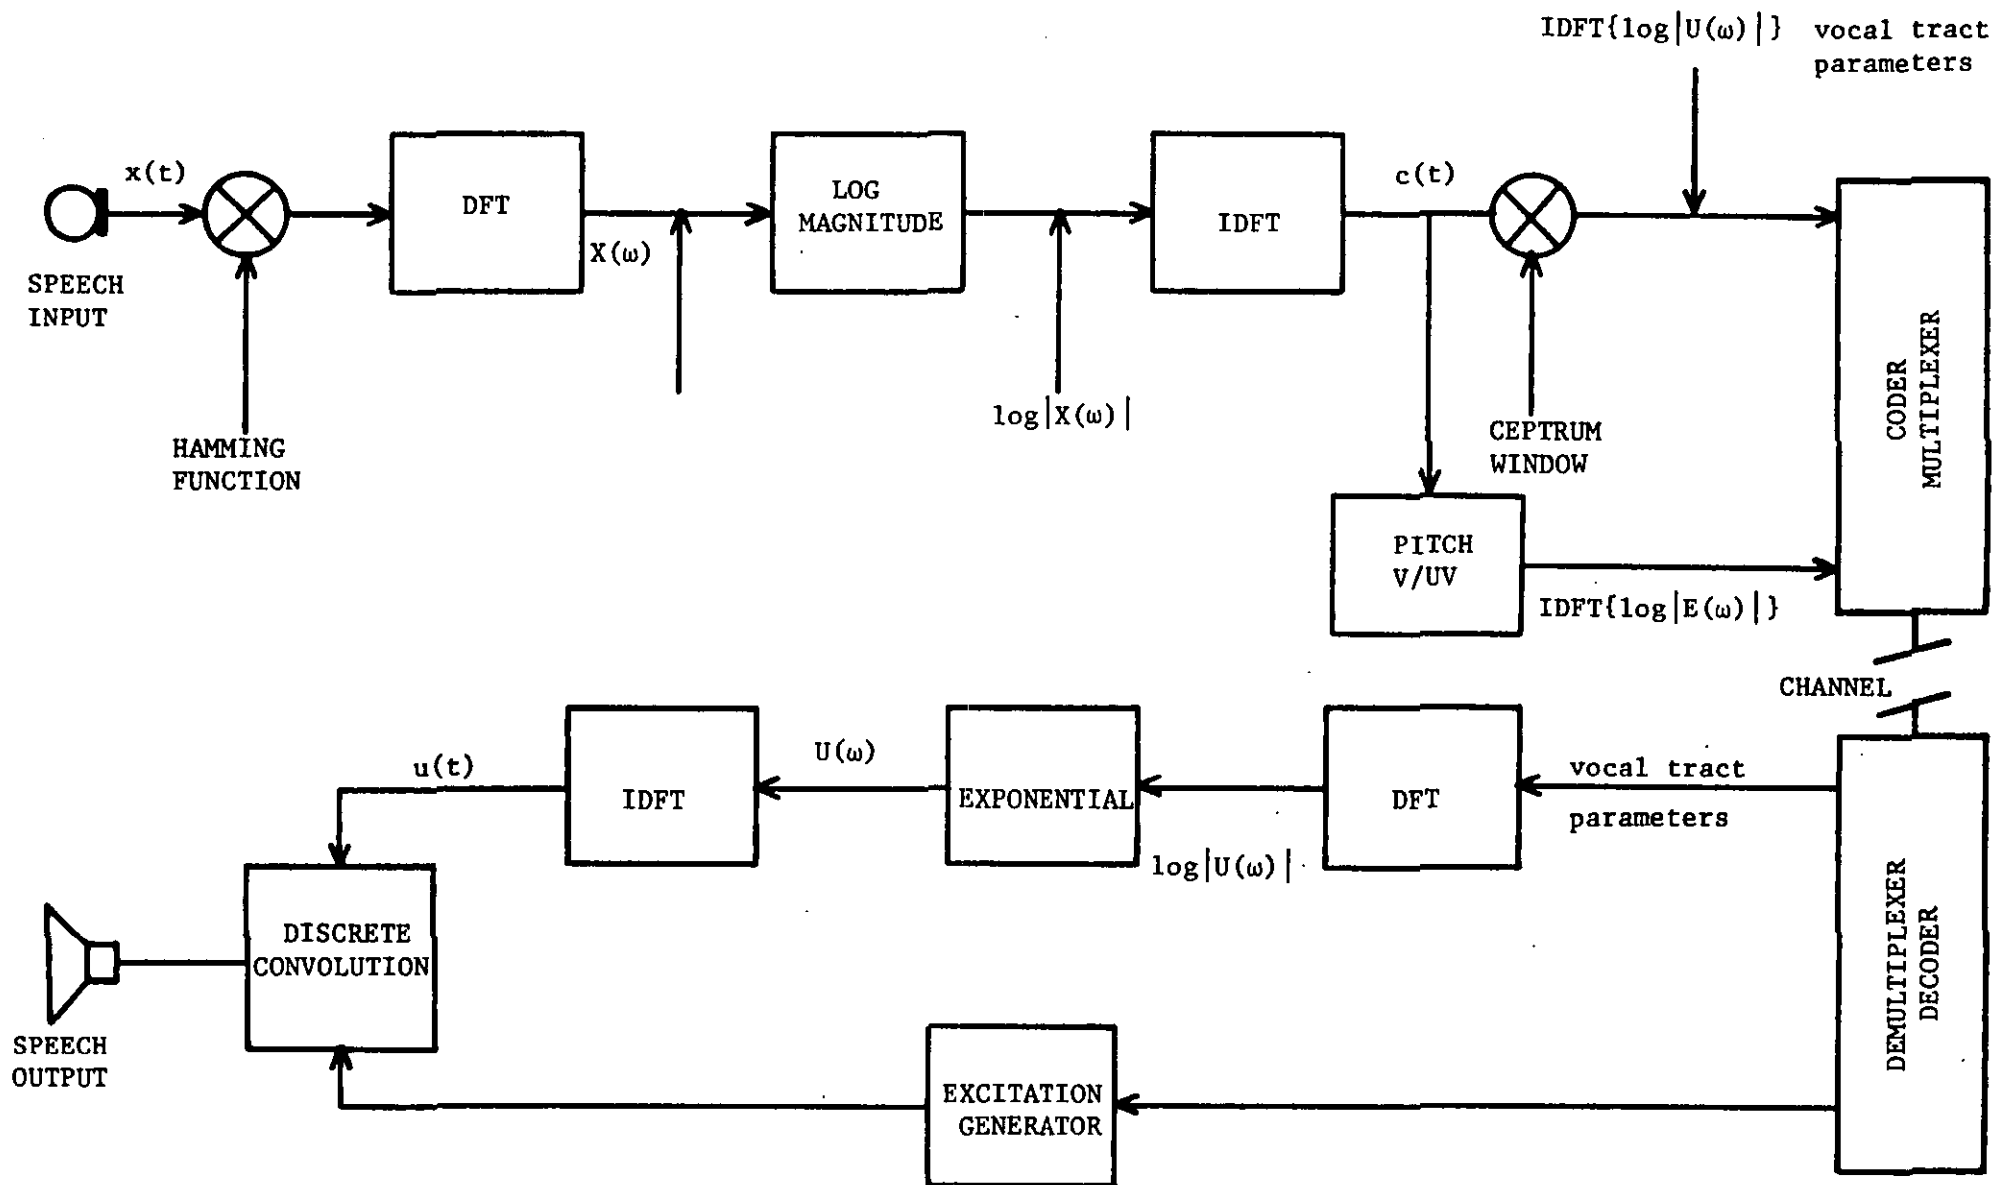 IDFT{log|U(ω)|} vocal tract
parameters
x(t)
DFT
X(ω)
LOG
MAGNITUDE
log|X(ω)|
IDFT
c(t)
SPEECH
INPUT
HAMMING
FUNCTION
CEPTRUM
WINDOW
CODER
MULTIPLEXER
PITCH
V/UV
IDFT{log|E(ω)|}
CHANNEL
u(t)
IDFT
U(ω)
EXPONENTIAL
log|U(ω)|
DFT
vocal tract
parameters
DEMULTIPLEXER
DECODER
DISCRETE
CONVOLUTION
SPEECH
OUTPUT
EXCITATION
GENERATOR